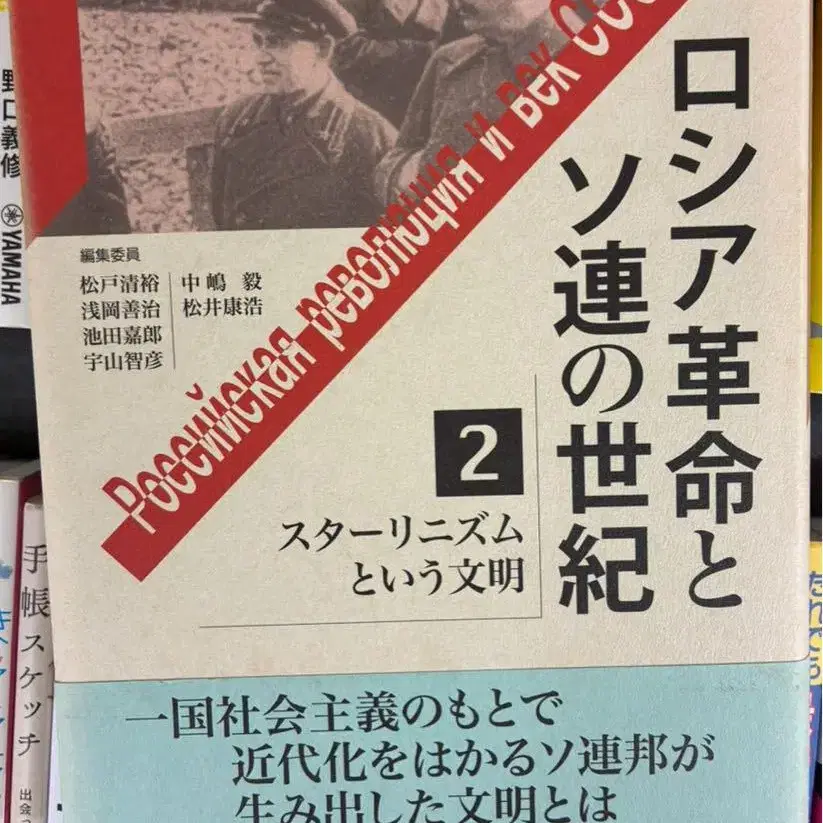 ロシア革命と
ソ連の世紀
Российская революция и век СССР
編集委員
松戸清裕
浅岡善治
池田嘉郎
宇山智彦
中嶋 毅
松井康浩
2
スターリニズム
という文明
一国社会主義のもとで
近代化をはかるソ連邦が
生み出した文明とは
野口義修
YAMAHA
手帳スケッチ